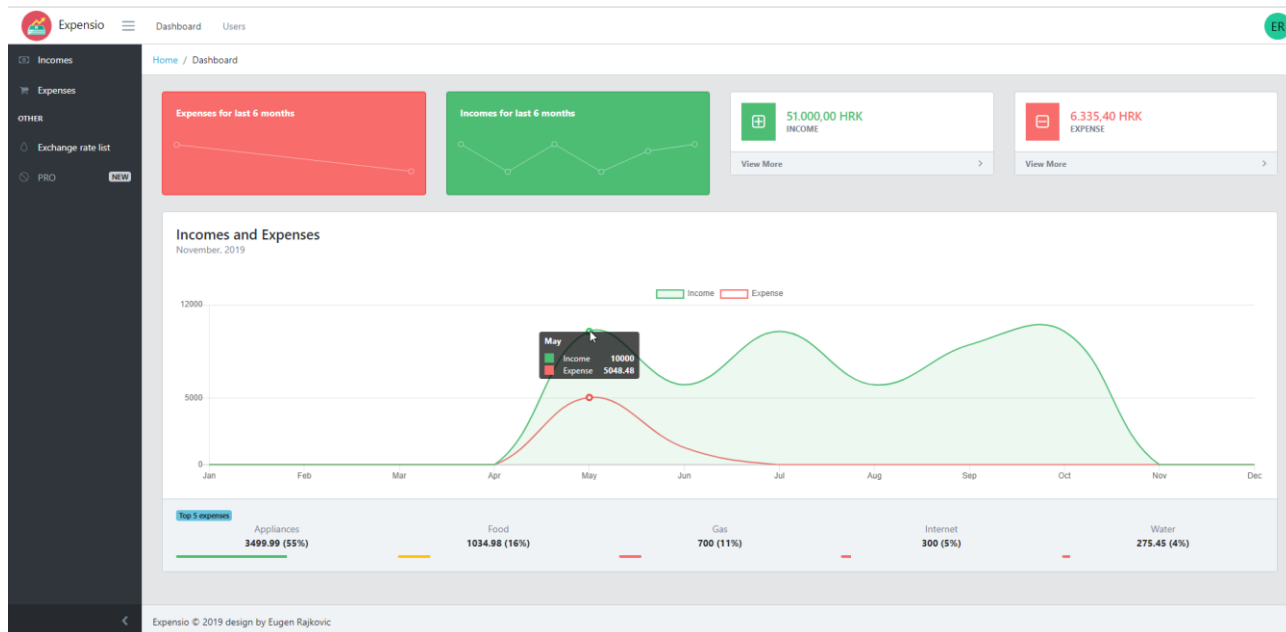 Expensio
Dashboard Users
ER
Incomes
Expenses
OTHER
Exchange rate list
PRO NEW
Home / Dashboard
Expenses for last 6 months
Incomes for last 6 months
51.000,00 HRK
INCOME
View More
6.335,40 HRK
EXPENSE
View More
Incomes and Expenses
November, 2019
Income Expense
12000
5000
0
May
Income 10000
Expense 5048.48
Jan Feb Mar Apr May Jun Jul Aug Sep Oct Nov Dec
Top 5 expenses
Appliances
3499.99 (55%)
Food
1034.98 (16%)
Gas
700 (11%)
Internet
300 (5%)
Water
275.45 (4%)
Expensio © 2019 design by Eugen Rajkovic